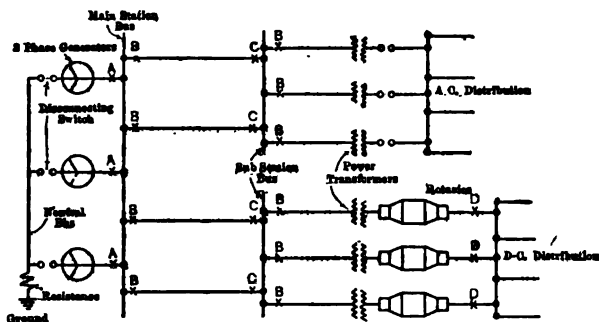 Main Station
Bus
3 Phase Generators
A
B
C
B
B
A.C. Distribution
Disconnecting
Switch
B
C
B
A
Sub Station
Bus
Power
Transformers
Rotaries
Neutral
Bus
B
C
B
D
A
B
D
D-C. Distribution
B
C
B
D
Resistance
Ground